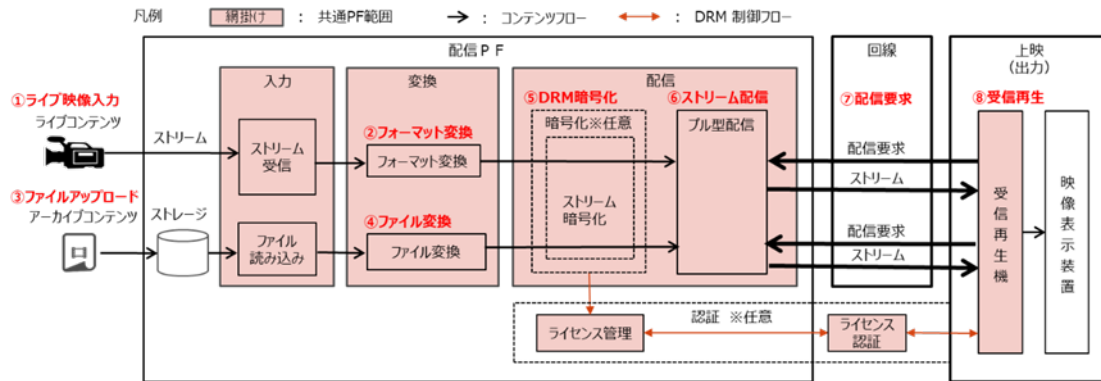 凡例
網掛け
： 共通PF範囲
： コンテンツフロー
： DRM 制御フロー
配信ＰＦ
回線
上映
（出力）
入力
変換
配信
①ライブ映像入力
ライブコンテンツ
ストリーム
ストリーム
受信
②フォーマット変換
フォーマット変換
⑤DRM暗号化
暗号化※任意
ストリーム
暗号化
⑥ストリーム配信
プル型配信
⑦配信要求
配信要求
ストリーム
配信要求
ストリーム
⑧受信再生
受信再生機
映像表示装置
③ファイルアップロード
アーカイブコンテンツ
ストレージ
ファイル
読み込み
④ファイル変換
ファイル変換
認証 ※任意
ライセンス管理
ライセンス
認証